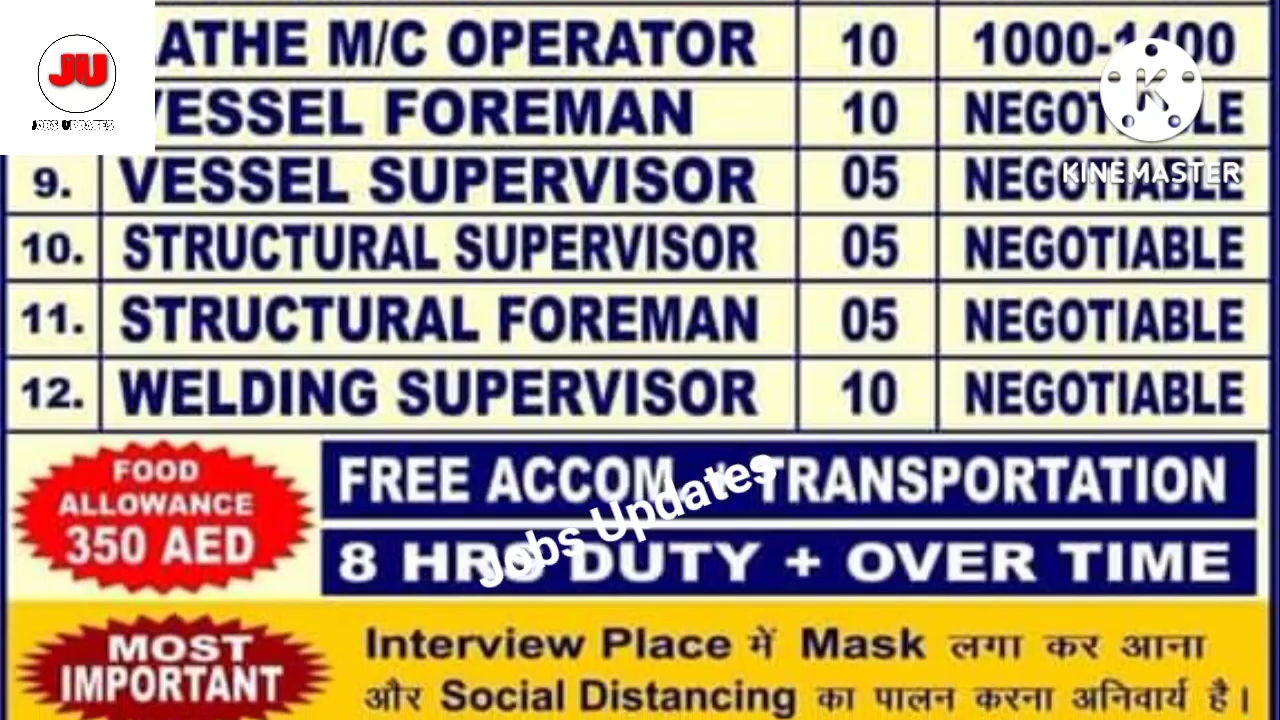 JU
JOBS UPDATES
ATHE M/C OPERATOR 10 1000-1400
VESSEL FOREMAN 10 NEGOTIABLE
K
KINEMASTER
9. VESSEL SUPERVISOR 05 NEGOTIABLE
10. STRUCTURAL SUPERVISOR 05 NEGOTIABLE
11. STRUCTURAL FOREMAN 05 NEGOTIABLE
12. WELDING SUPERVISOR 10 NEGOTIABLE
FOOD
ALLOWANCE
350 AED
FREE ACCOM + TRANSPORTATION
8 HRS DUTY + OVER TIME
Jobs Updates
MOST
IMPORTANT
Interview Place में Mask लगा कर आना
और Social Distancing का पालन करना अनिवार्य है।